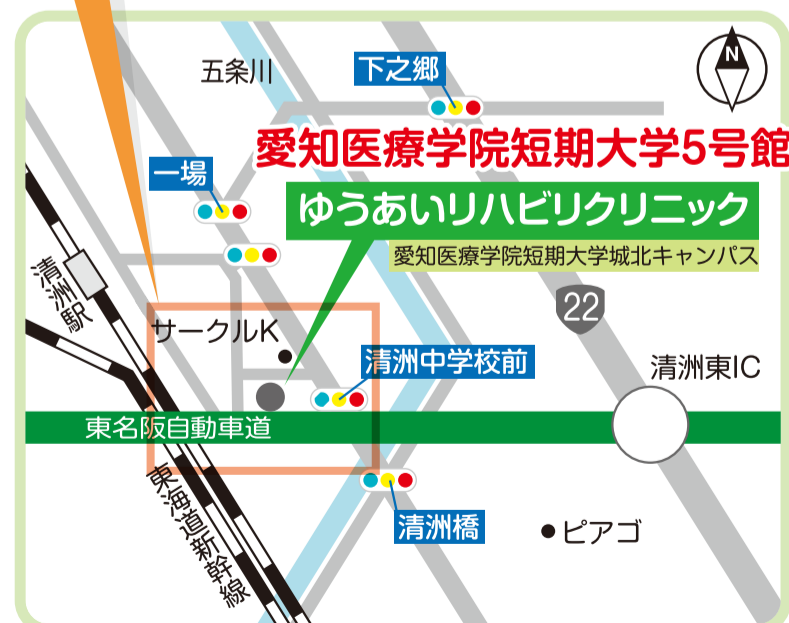 五条川
下之郷
N
愛知医療学院短期大学5号館
一場
ゆうあいリハビリクリニック
愛知医療学院短期大学城北キャンパス
清洲駅
22
サークルK
清洲中学校前
清洲東IC
東名阪自動車道
東海道新幹線
清洲橋
ピアゴ